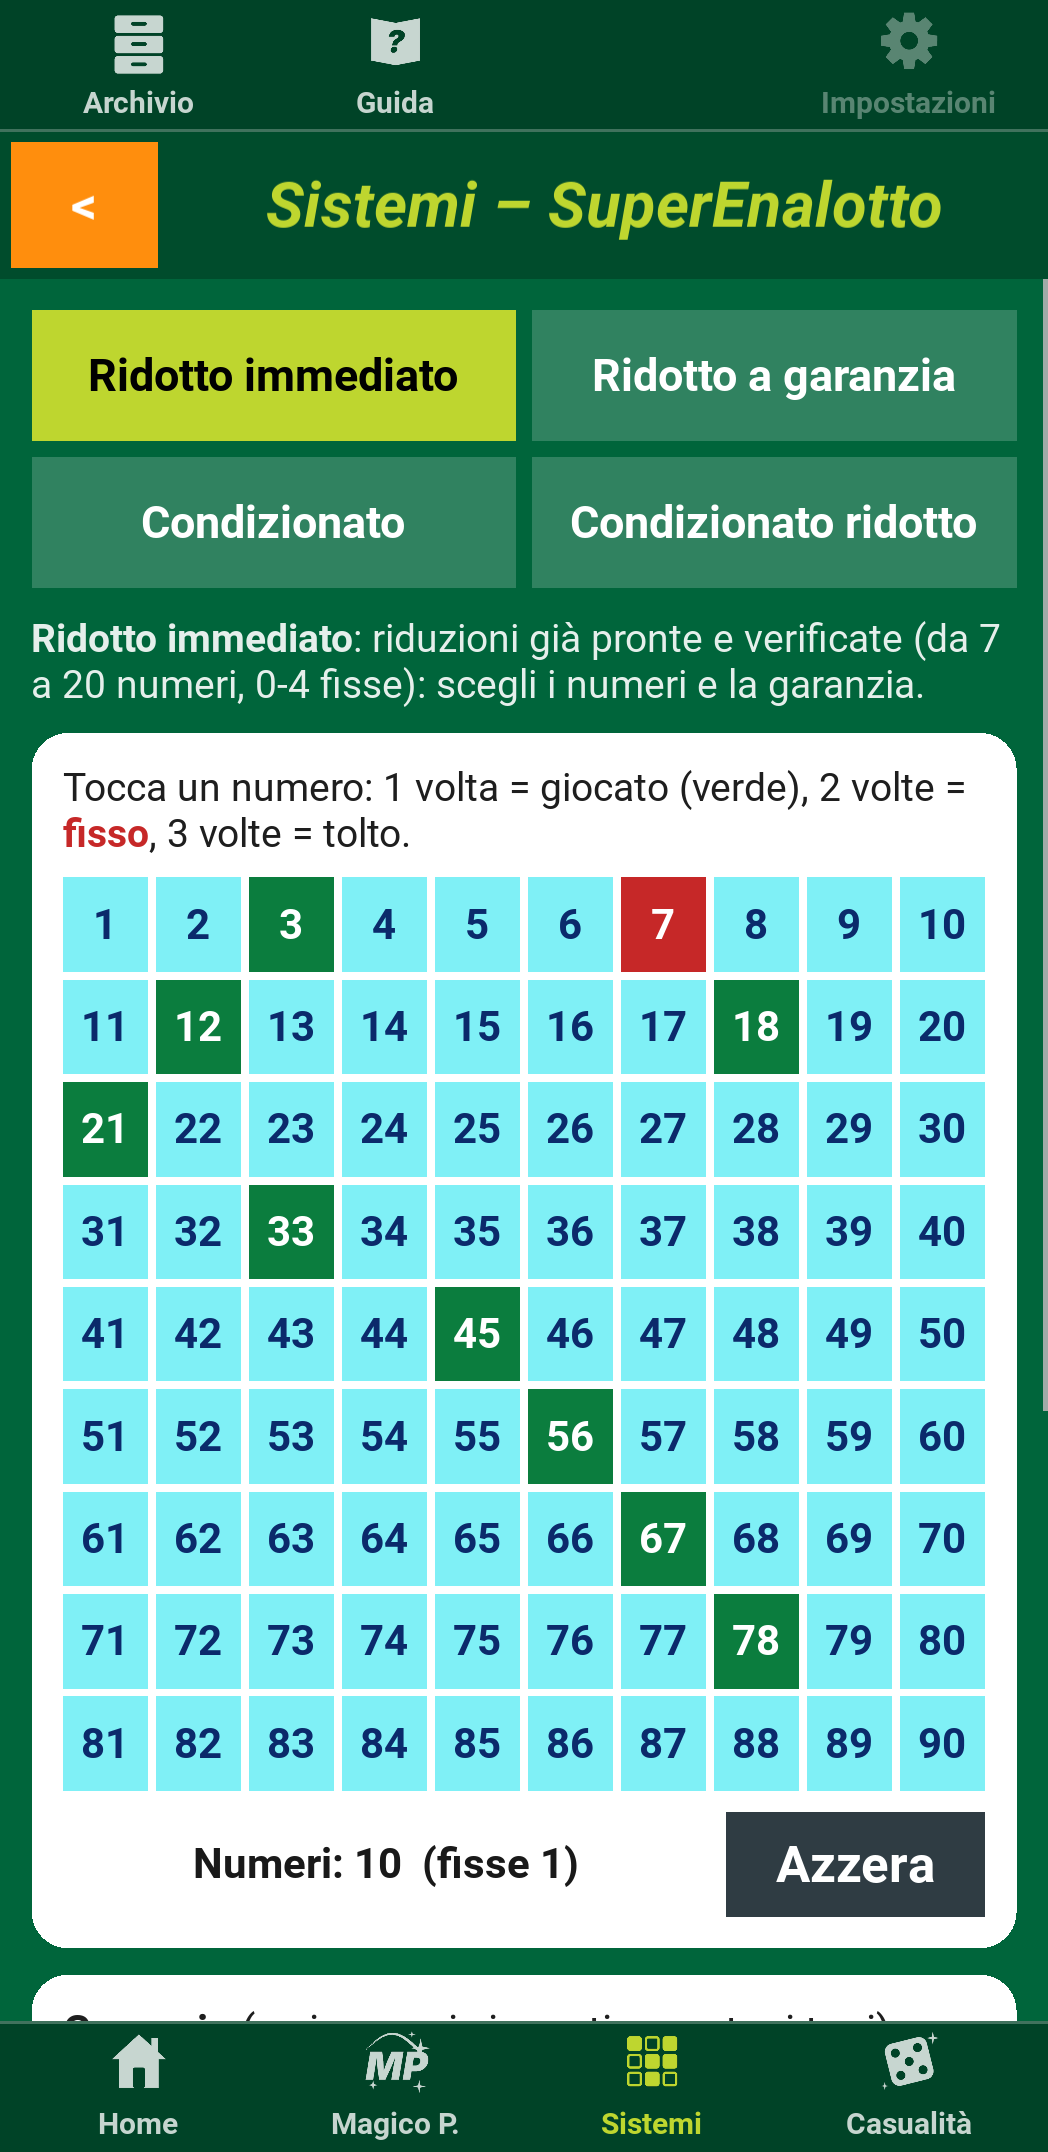 Archivio
Guida
Impostazioni
<
Sistemi – SuperEnalotto
Ridotto immediato
Ridotto a garanzia
Condizionato
Condizionato ridotto
Ridotto immediato: riduzioni già pronte e verificate (da 7
a 20 numeri, 0-4 fisse): scegli i numeri e la garanzia.
Tocca un numero: 1 volta = giocato (verde), 2 volte =
fisso, 3 volte = tolto.
1 2 3 4 5 6 7 8 9 10
11 12 13 14 15 16 17 18 19 20
21 22 23 24 25 26 27 28 29 30
31 32 33 34 35 36 37 38 39 40
41 42 43 44 45 46 47 48 49 50
51 52 53 54 55 56 57 58 59 60
61 62 63 64 65 66 67 68 69 70
71 72 73 74 75 76 77 78 79 80
81 82 83 84 85 86 87 88 89 90
Numeri: 10 (fisse 1)
Azzera
MP
Home
Magico P.
Sistemi
Casualità